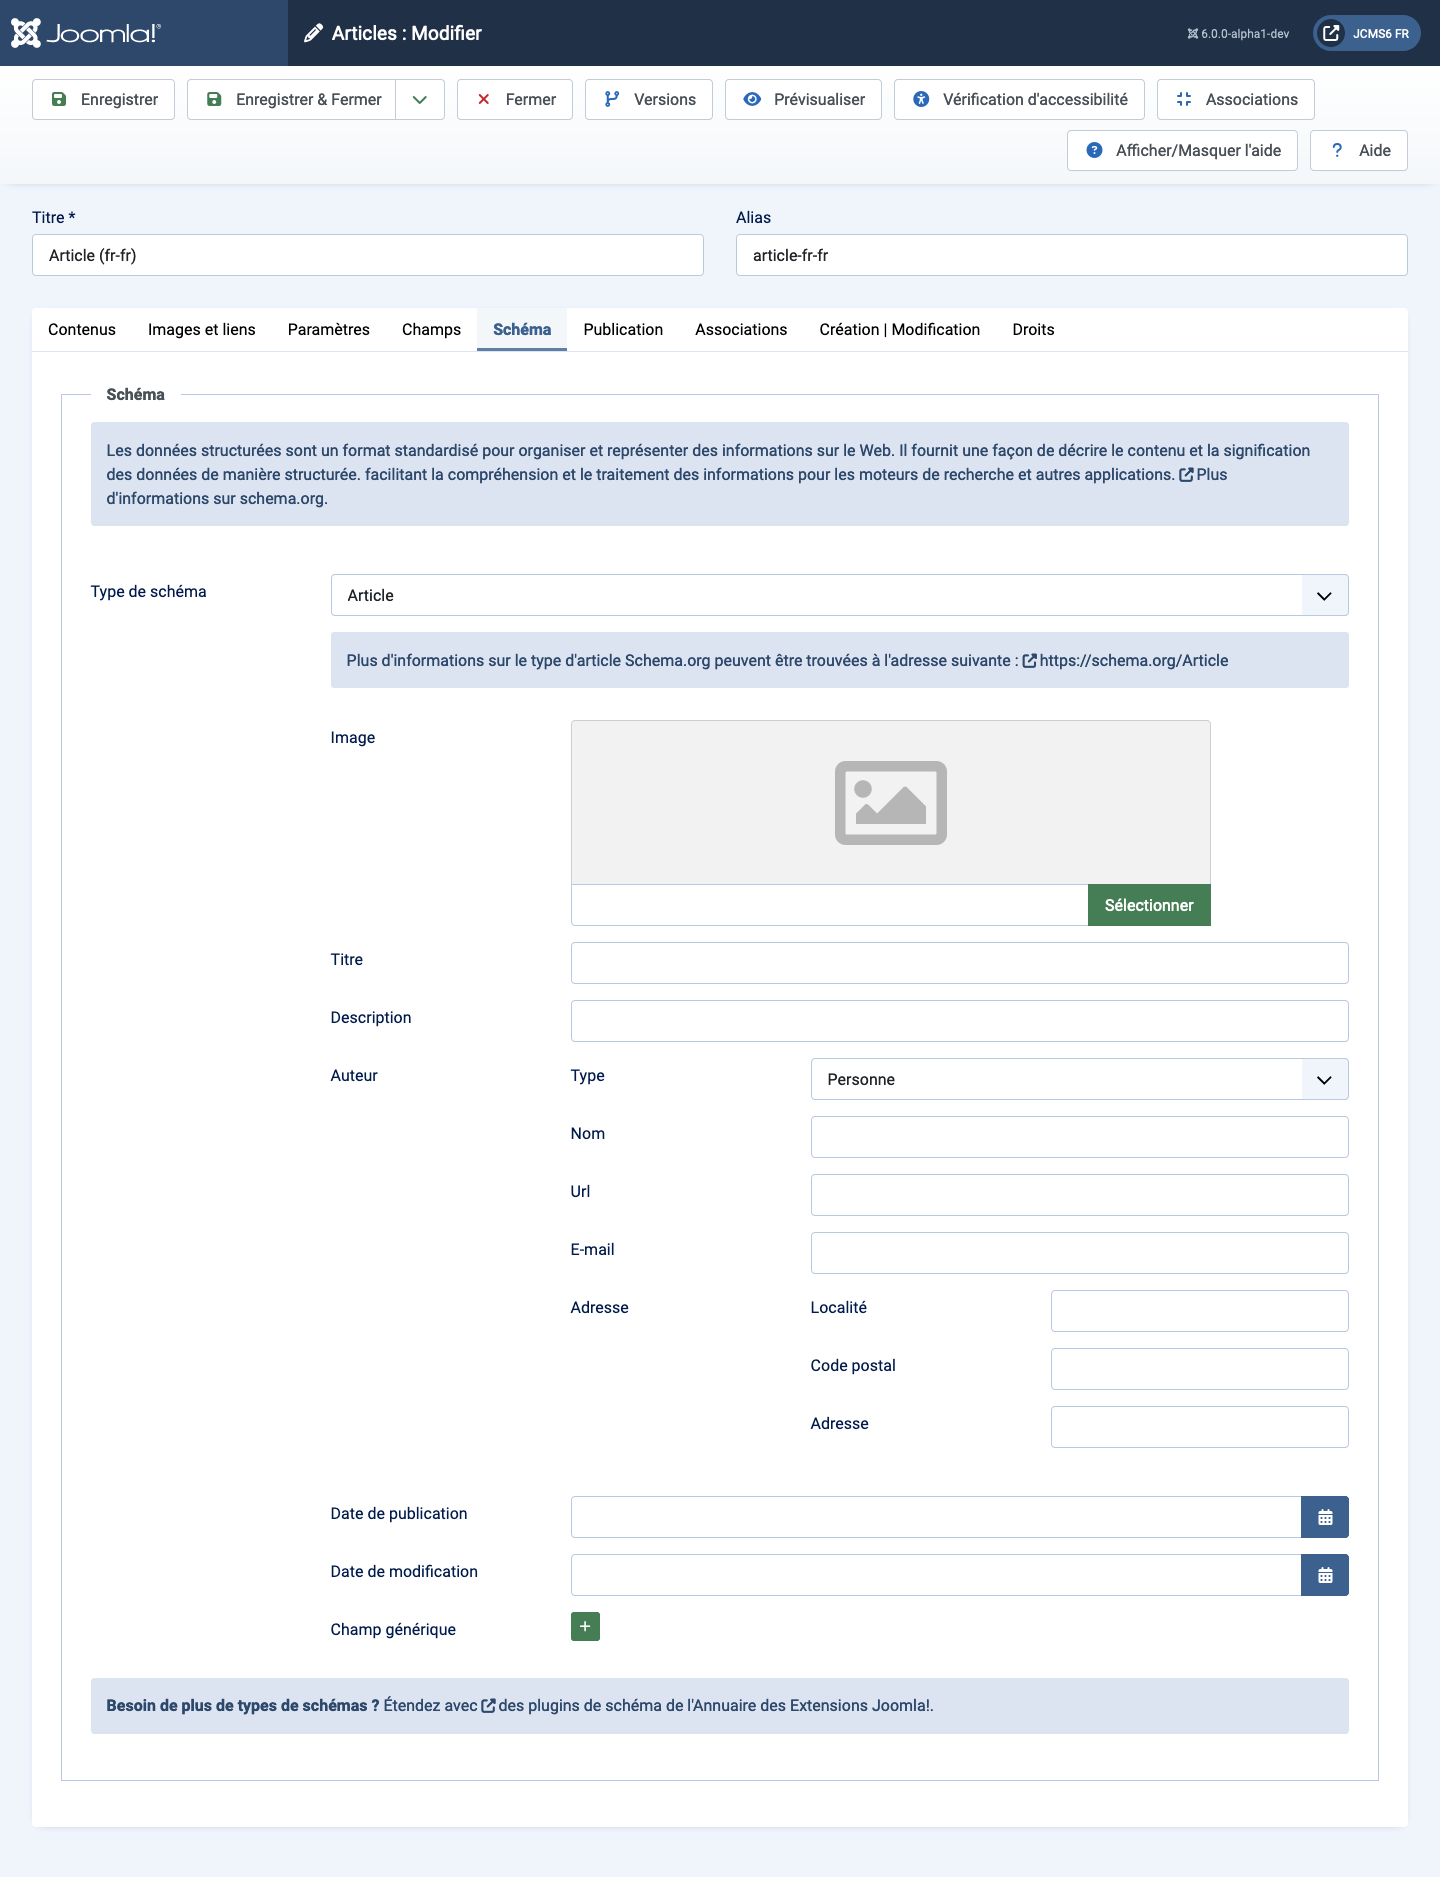 Joomla!®
Articles : Modifier
6.0.0-alpha1-dev
JCMS6 FR
Enregistrer
Enregistrer & Fermer
Fermer
Versions
Prévisualiser
Vérification d'accessibilité
Associations
Afficher/Masquer l'aide
? Aide
Titre *
Alias
Article (fr-fr)
article-fr-fr
Contenus
Images et liens
Paramètres
Champs
Schéma
Publication
Associations
Création | Modification
Droits
Schéma
Les données structurées sont un format standardisé pour organiser et représenter des informations sur le Web. Il fournit une façon de décrire le contenu et la signification
des données de manière structurée. facilitant la compréhension et le traitement des informations pour les moteurs de recherche et autres applications. Plus
d'informations sur schema.org.
Type de schéma
Article
Plus d'informations sur le type d'article Schema.org peuvent être trouvées à l'adresse suivante : https://schema.org/Article
Image
Sélectionner
Titre
Description
Auteur
Type
Personne
Nom
Url
E-mail
Adresse
Localité
Code postal
Adresse
Date de publication
Date de modification
Champ générique
+
Besoin de plus de types de schémas ? Étendez avec des plugins de schéma de l'Annuaire des Extensions Joomla!.